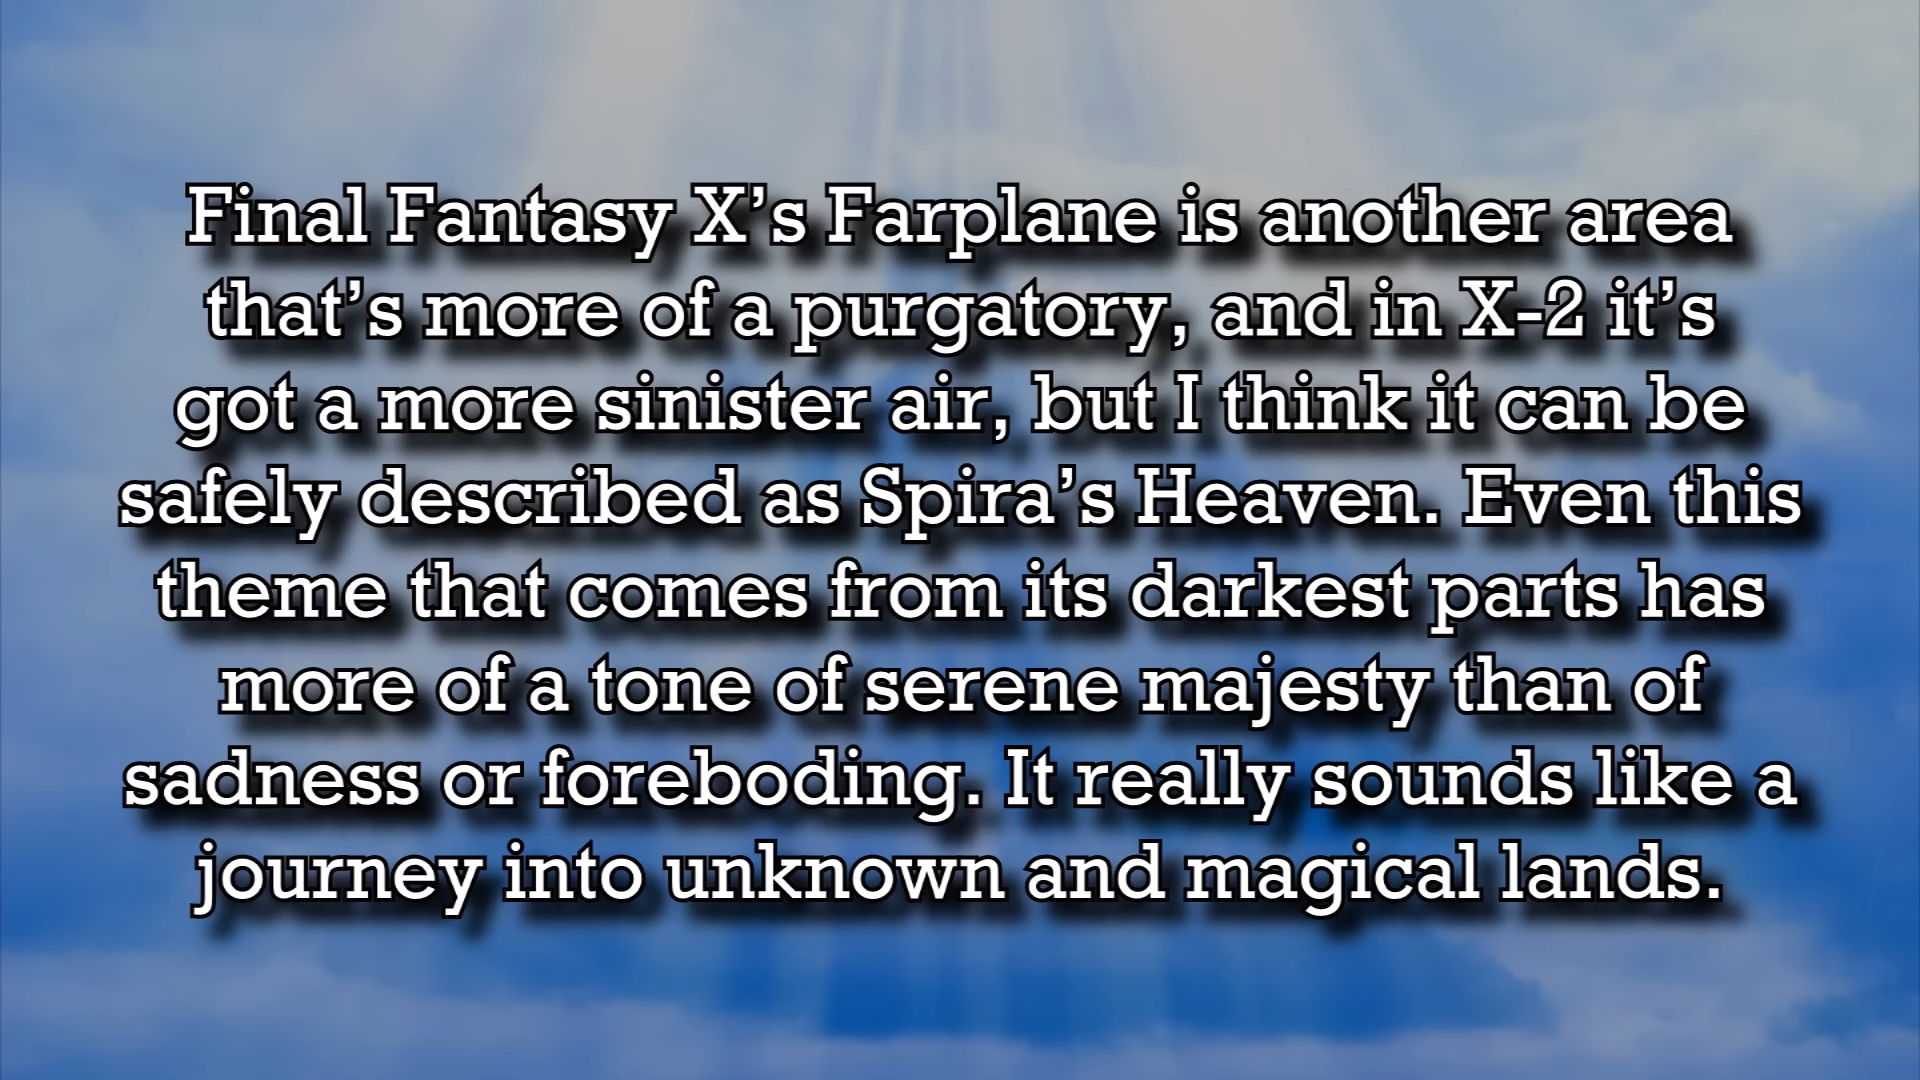 Final Fantasy X’s Farplane is another area
that’s more of a purgatory, and in X-2 it’s
got a more sinister air, but I think it can be
safely described as Spira’s Heaven. Even this
theme that comes from its darkest parts has
more of a tone of serene majesty than of
sadness or foreboding. It really sounds like a
journey into unknown and magical lands.